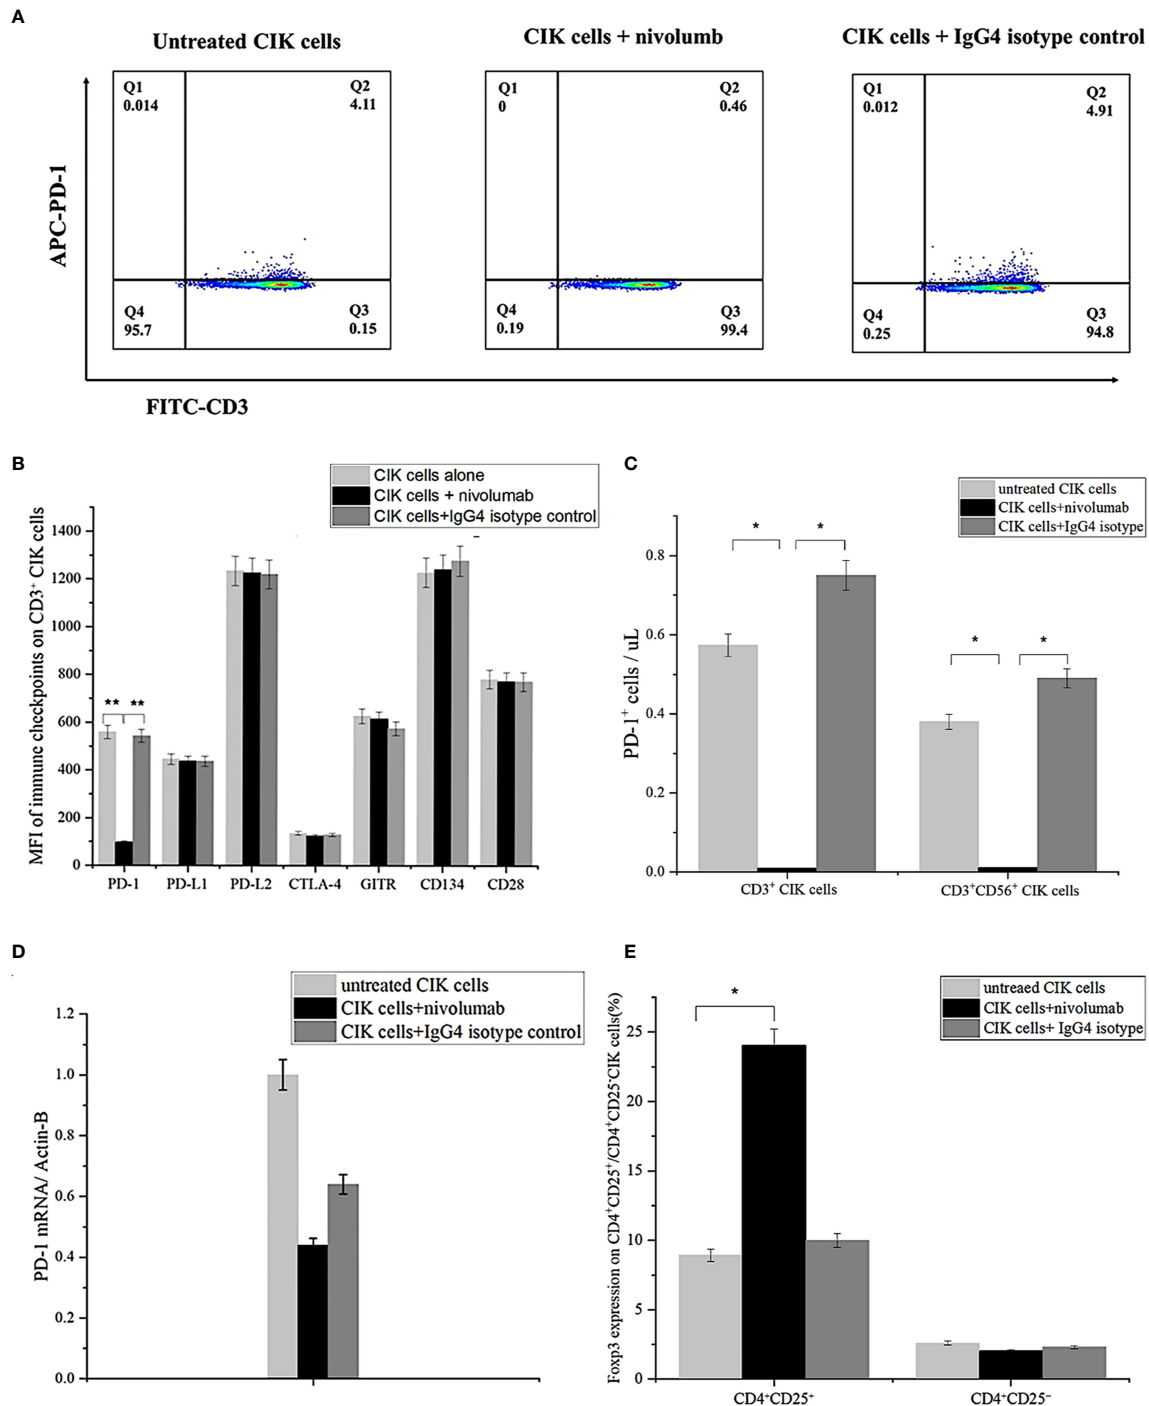 A
Untreated CIK cells
CIK cells + nivolumb
CIK cells + IgG4 isotype control
APC-PD-1
Q1
0.014
Q2
4.11
Q4
95.7
Q3
0.15
Q1
0
Q2
0.46
Q4
0.19
Q3
99.4
Q1
0.012
Q2
4.91
Q4
0.25
Q3
94.8
FITC-CD3
B
CIK cells alone
CIK cells + nivolumab
CIK cells+IgG4 isotype control
MFI of immune checkpoints on CD3⁺ CIK cells
1400
1200
1000
800
600
400
200
0
** **
PD-1 PD-L1 PD-L2 CTLA-4 GITR CD134 CD28
C
untreated CIK cells
CIK cells+nivolumab
CIK cells+IgG4 isotype
PD-1⁺ cells / uL
0.8
0.6
0.4
0.2
0.0
* *
* *
CD3⁺ CIK cells CD3⁺CD56⁺ CIK cells
D
untreated CIK cells
CIK cells+nivolumab
CIK cells+IgG4 isotype control
PD-1 mRNA/ Actin-B
1.2
1.0
0.8
0.6
0.4
0.2
0.0
E
untreaed CIK cells
CIK cells+nivolumab
CIK cells+ IgG4 isotype
Foxp3 expression on CD4⁺CD25⁺/CD4⁺CD25⁻CIK cells(%)
25
20
15
10
5
0
*
CD4⁺CD25⁺ CD4⁺CD25⁻